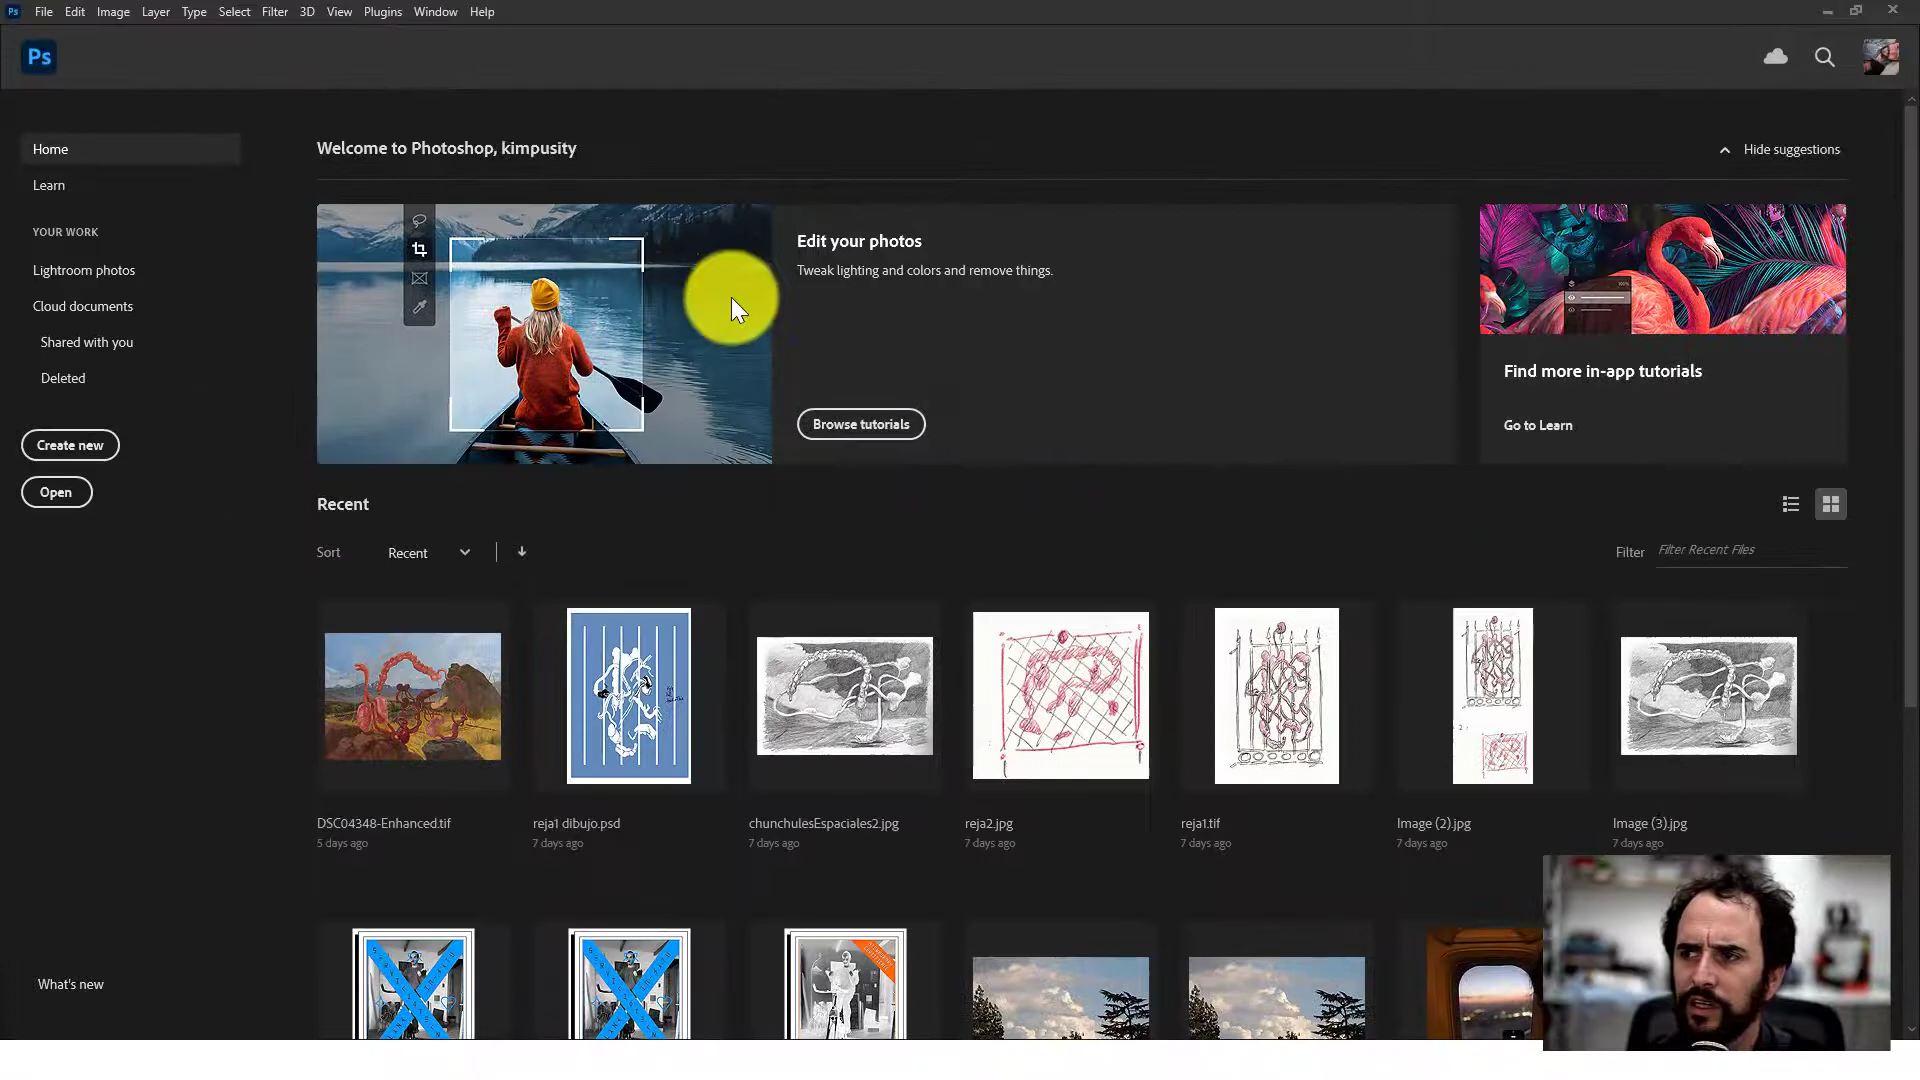 Ps File Edit Image Layer Type Select Filter 3D View Plugins Window Help
Ps
Home
Learn
YOUR WORK
Lightroom photos
Cloud documents
Shared with you
Deleted
Create new
Open
What's new
Welcome to Photoshop, kimpusity
Hide suggestions
Edit your photos
Tweak lighting and colors and remove things.
Browse tutorials
Find more in-app tutorials
Go to Learn
Recent
Sort Recent
Filter Filter Recent Files
DSC04348-Enhanced.tif
5 days ago
reja1 dibujo.psd
7 days ago
chunchulesEspaciales2.jpg
7 days ago
reja2.jpg
7 days ago
reja1.tif
7 days ago
Image (2).jpg
7 days ago
Image (3).jpg
7 days ago